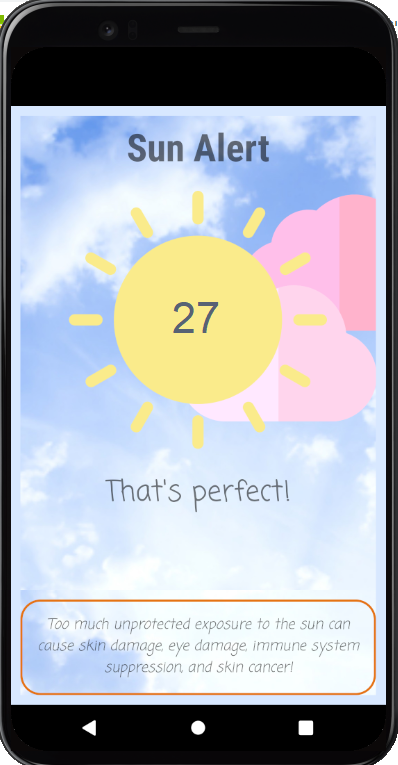 Sun Alert
27
That's perfect!
Too much unprotected exposure to the sun can
cause skin damage, eye damage, immune system
suppression, and skin cancer!